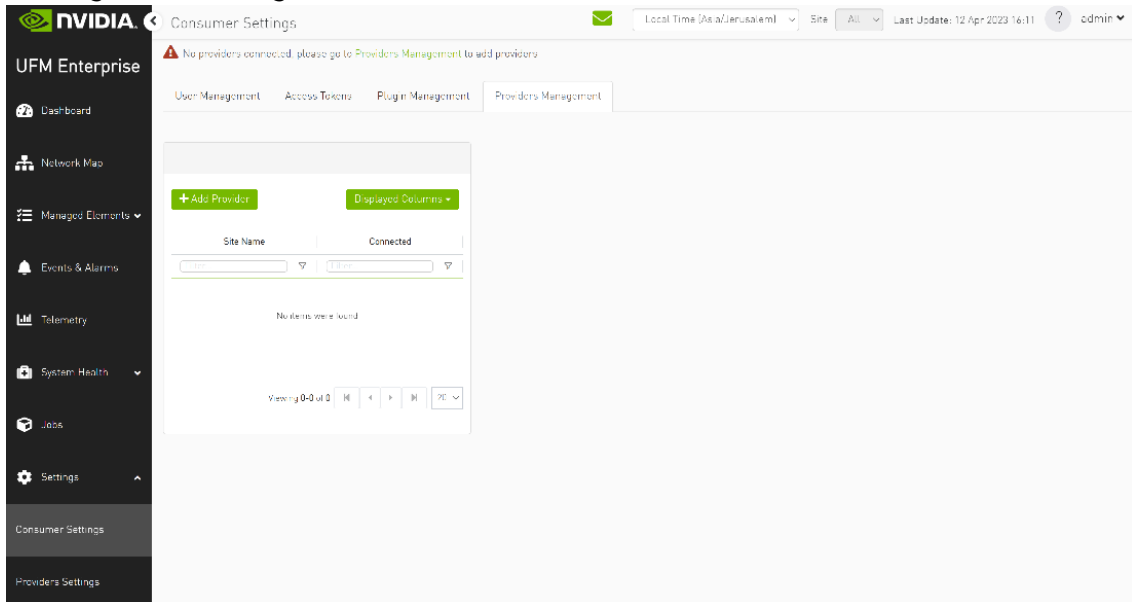 NVIDIA.
Consumer Settings
Local Time [Asia/Jerusalem]
Site
All
Last Update: 12 Apr 2023 16:11
?
admin
No providers connected, please go to Providers Management to add providers
UFM Enterprise
User Management
Access Tokens
Plugin Management
Providers Management
Dashboard
Network Map
Managed Elements
Events & Alarms
Telemetry
System Health
Jobs
Settings
Consumer Settings
Providers Settings
+ Add Provider
Displayed Columns
Site Name
Connected
Filter...
Filter...
No items were found
Viewing 0-0 of 0
20